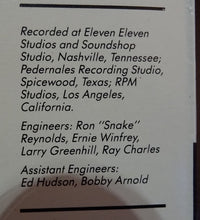 Recorded at Eleven Eleven
Studios and Soundshop
Studio, Nashville, Tennessee;
Pedernales Recording Studio,
Spicewood, Texas; RPM
Studios, Los Angeles,
California.
Engineers: Ron "Snake"
Reynolds, Ernie Winfrey,
Larry Greenhill, Ray Charles
Assistant Engineers:
Ed Hudson, Bobby Arnold